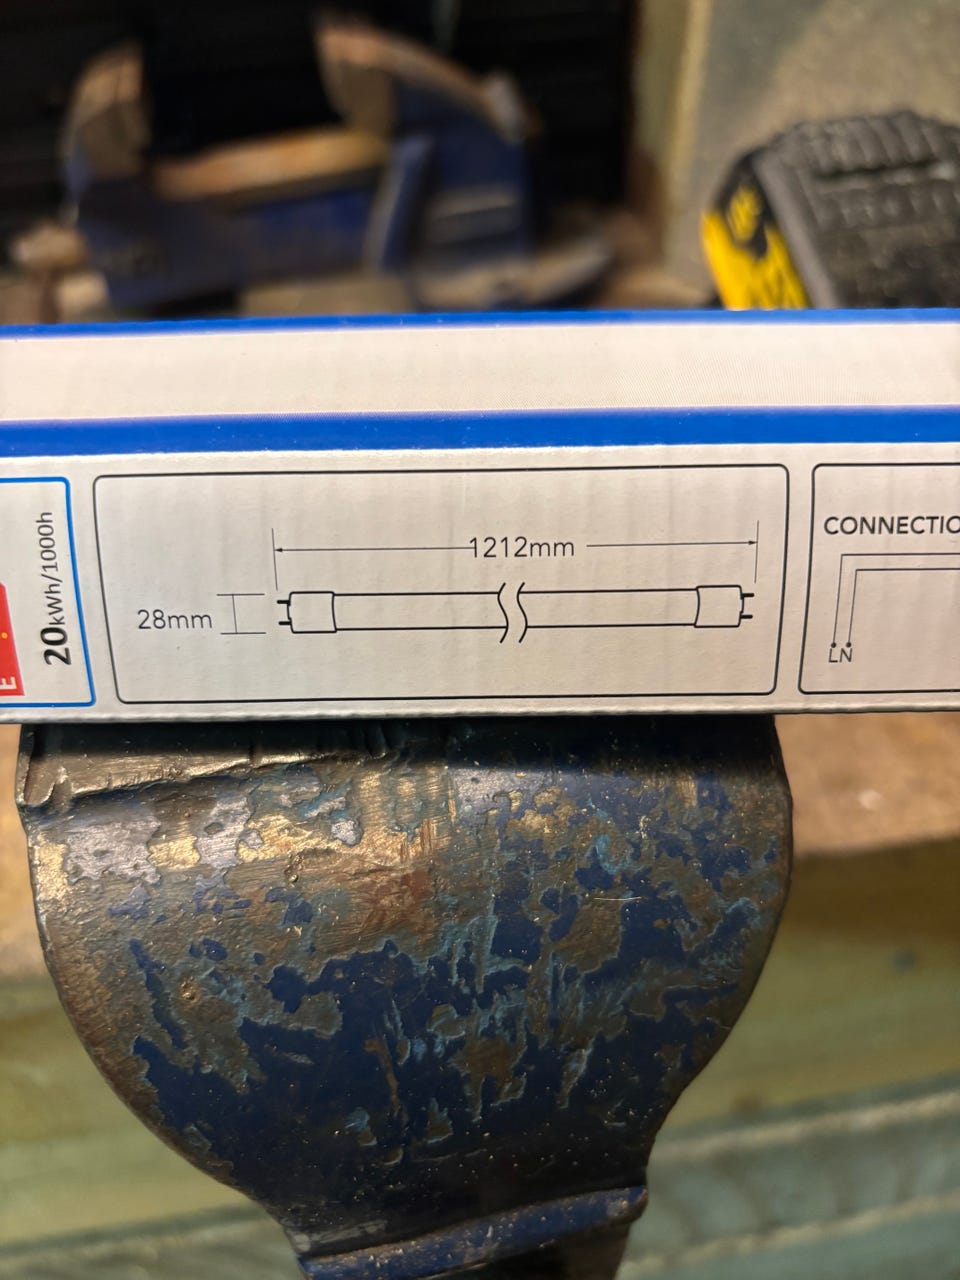 1212mm
28mm
20kWh/1000h
E
CONNECTIO
LN